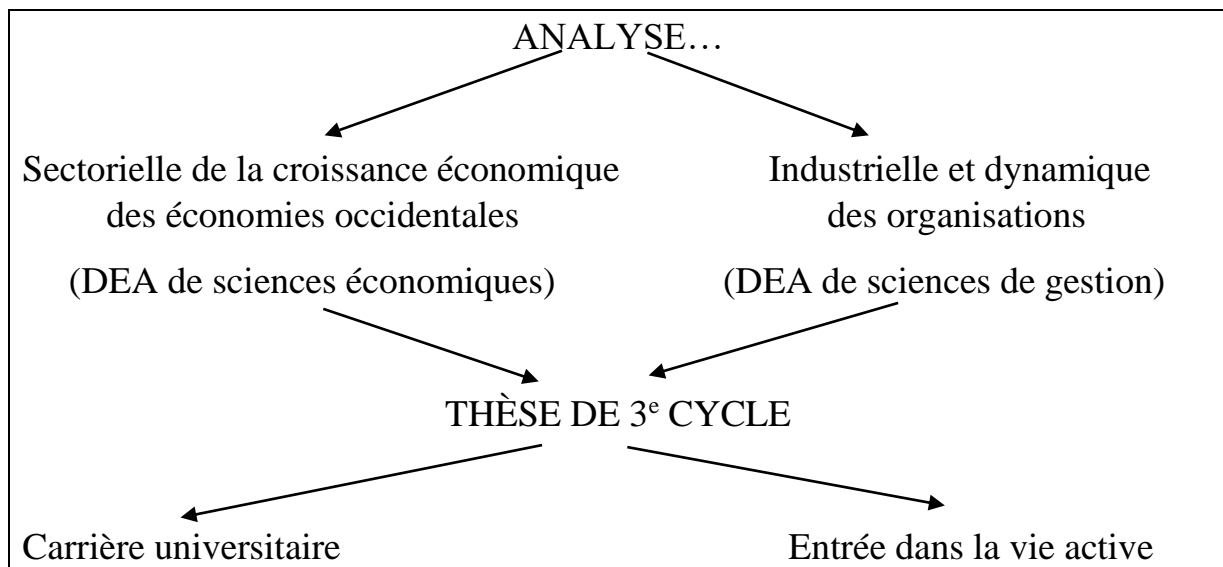 ANALYSE…
Sectorielle de la croissance économique
des économies occidentales
(DEA de sciences économiques)
Industrielle et dynamique
des organisations
(DEA de sciences de gestion)
THÈSE DE 3e CYCLE
Carrière universitaire
Entrée dans la vie active